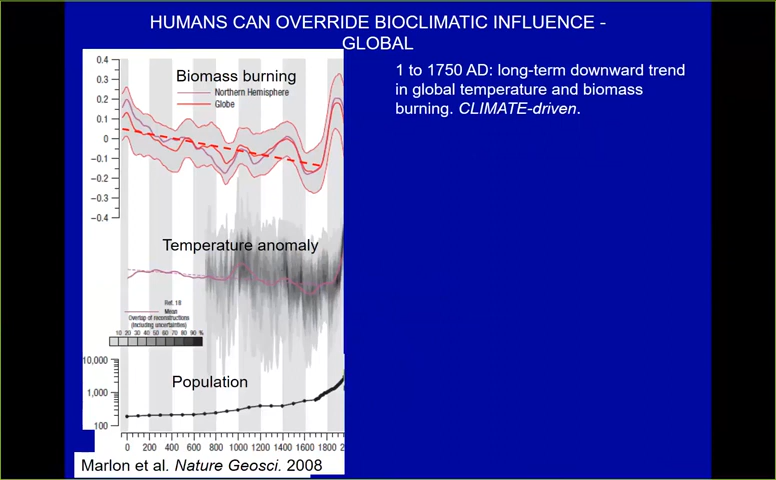 HUMANS CAN OVERRIDE BIOCLIMATIC INFLUENCE -
GLOBAL
1 to 1750 AD: long-term downward trend
in global temperature and biomass
burning. CLIMATE-driven.
Biomass burning
Northern Hemisphere
Globe
0.4
0.3
0.2
0.1
0
−0.1
−0.2
−0.3
−0.4
Temperature anomaly
Ref. 18
Mean
Overlap of reconstructions
(including uncertainties)
10 20 30 40 50 60 70 80 90 %
Population
10,000
1,000
100
0 200 400 600 800 1000 1200 1400 1600 1800
Marlon et al. Nature Geosci. 2008